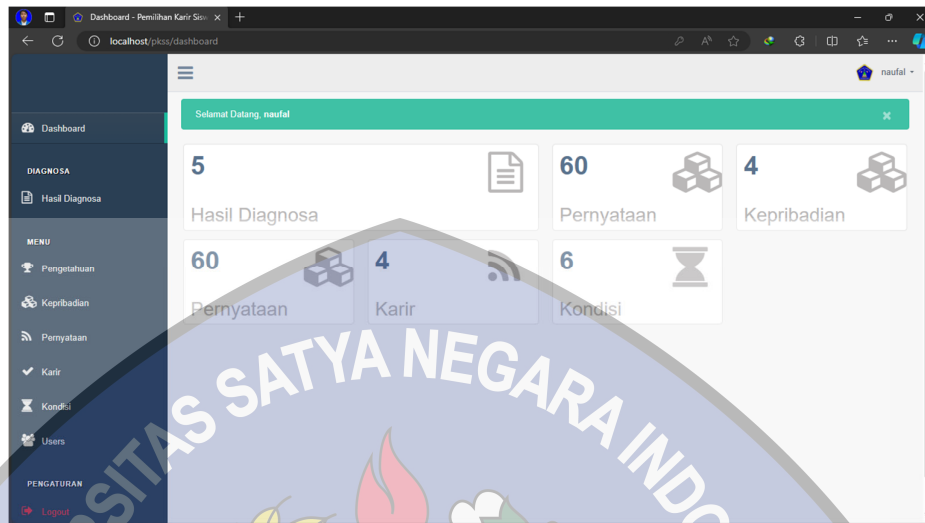 Dashboard - Pemilihan Karir Sisw
localhost/pkss/dashboard
naufal
Selamat Datang, naufal
Dashboard
DIAGNOSA
Hasil Diagnosa
MENU
Pengetahuan
Kepribadian
Pernyataan
Karir
Kondisi
Users
PENGATURAN
Logout
5
Hasil Diagnosa
60
Pernyataan
4
Kepribadian
60
Pernyataan
4
Karir
6
Kondisi
SITAS SATYA NEGARA INDO